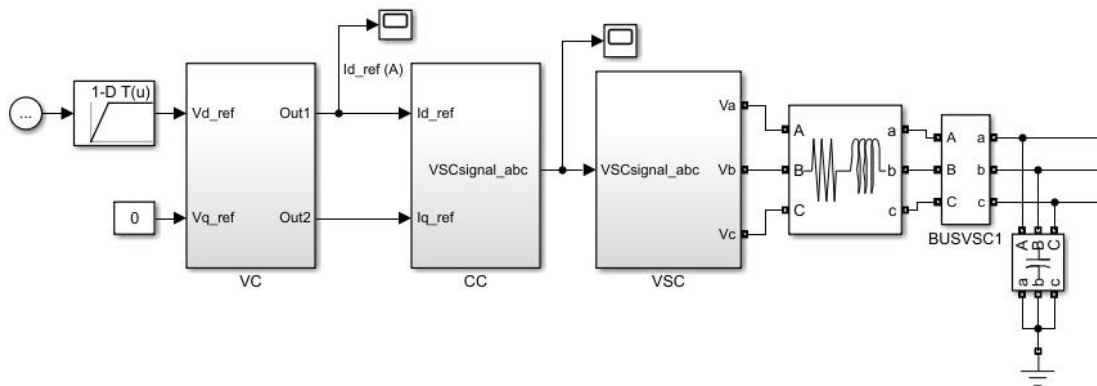 Id_ref (A)
1-D T(u)
...
Vd_ref
Out1
Id_ref
Va
A
a
A
a
VSCsignal_abc
VSCsignal_abc
Vb
B
b
B
b
0
Vq_ref
Out2
Iq_ref
Vc
C
c
C
c
VC
CC
VSC
BUSVSC1
A
B
C
a
b
c